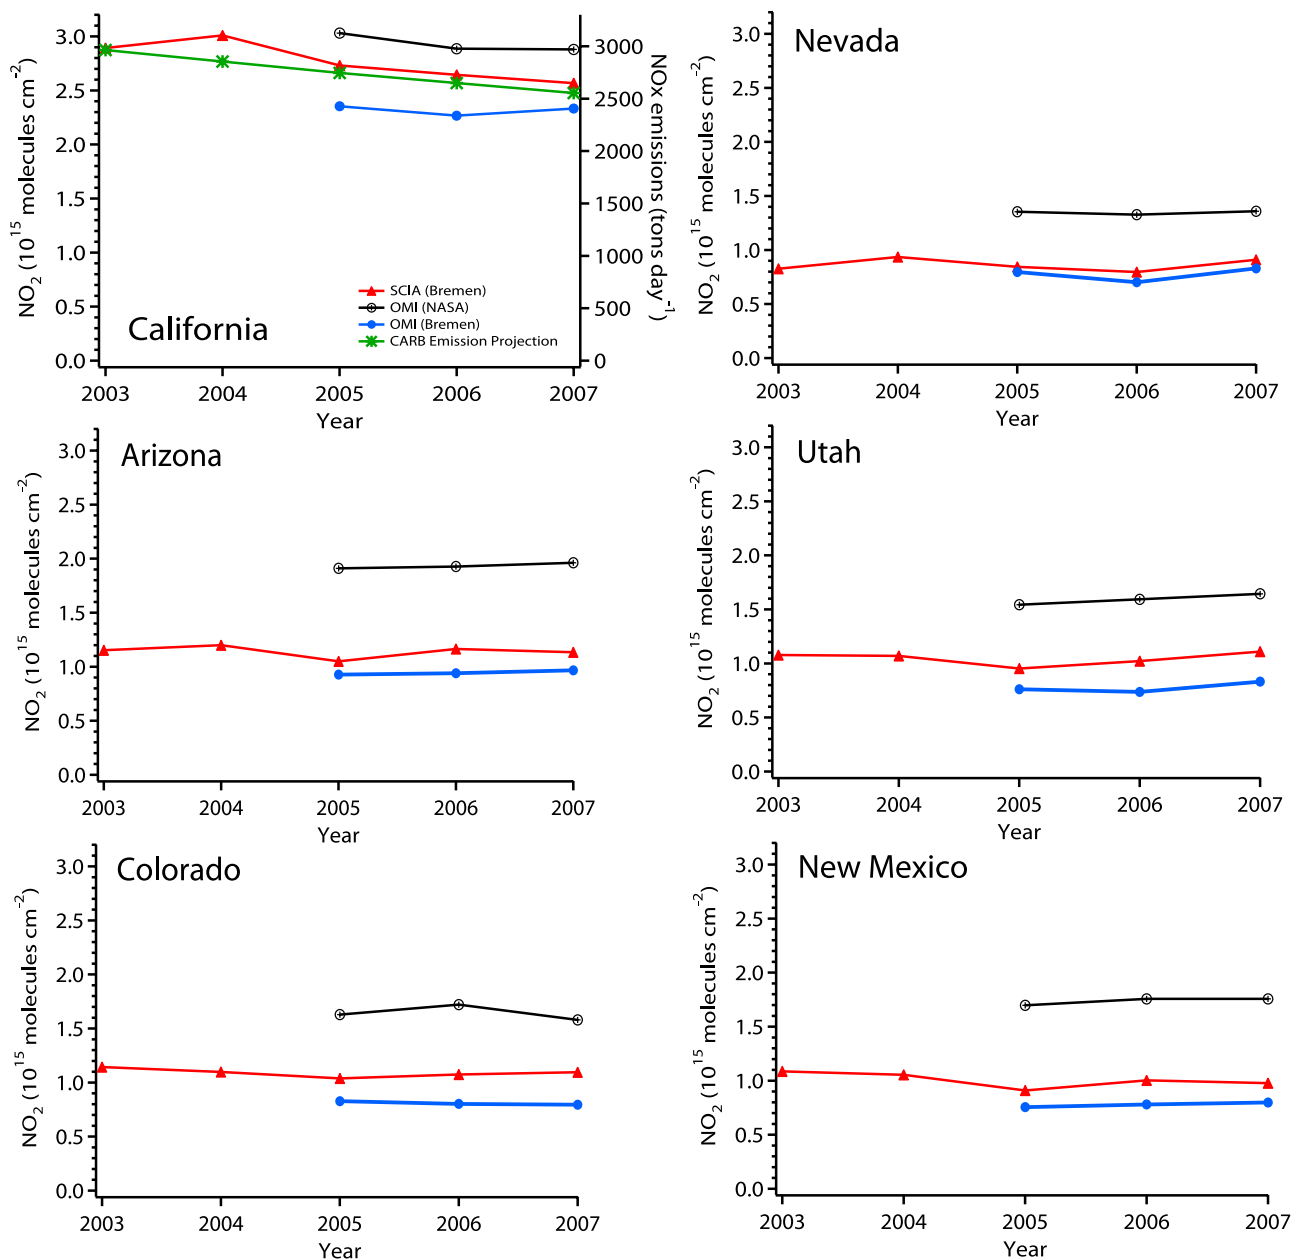 California
NO2 (10^15 molecules cm^-2)
3.0
2.5
2.0
1.5
1.0
0.5
0.0
NOx emissions (tons day^-1)
3000
2500
2000
1500
1000
500
0
SCIA (Bremen)
OMI (NASA)
OMI (Bremen)
CARB Emission Projection
2003 2004 2005 2006 2007
Year
Nevada
NO2 (10^15 molecules cm^-2)
3.0
2.5
2.0
1.5
1.0
0.5
0.0
2003 2004 2005 2006 2007
Year
Arizona
NO2 (10^15 molecules cm^-2)
3.0
2.5
2.0
1.5
1.0
0.5
0.0
2003 2004 2005 2006 2007
Year
Utah
NO2 (10^15 molecules cm^-2)
3.0
2.5
2.0
1.5
1.0
0.5
0.0
2003 2004 2005 2006 2007
Year
Colorado
NO2 (10^15 molecules cm^-2)
3.0
2.5
2.0
1.5
1.0
0.5
0.0
2003 2004 2005 2006 2007
Year
New Mexico
NO2 (10^15 molecules cm^-2)
3.0
2.5
2.0
1.5
1.0
0.5
0.0
2003 2004 2005 2006 2007
Year